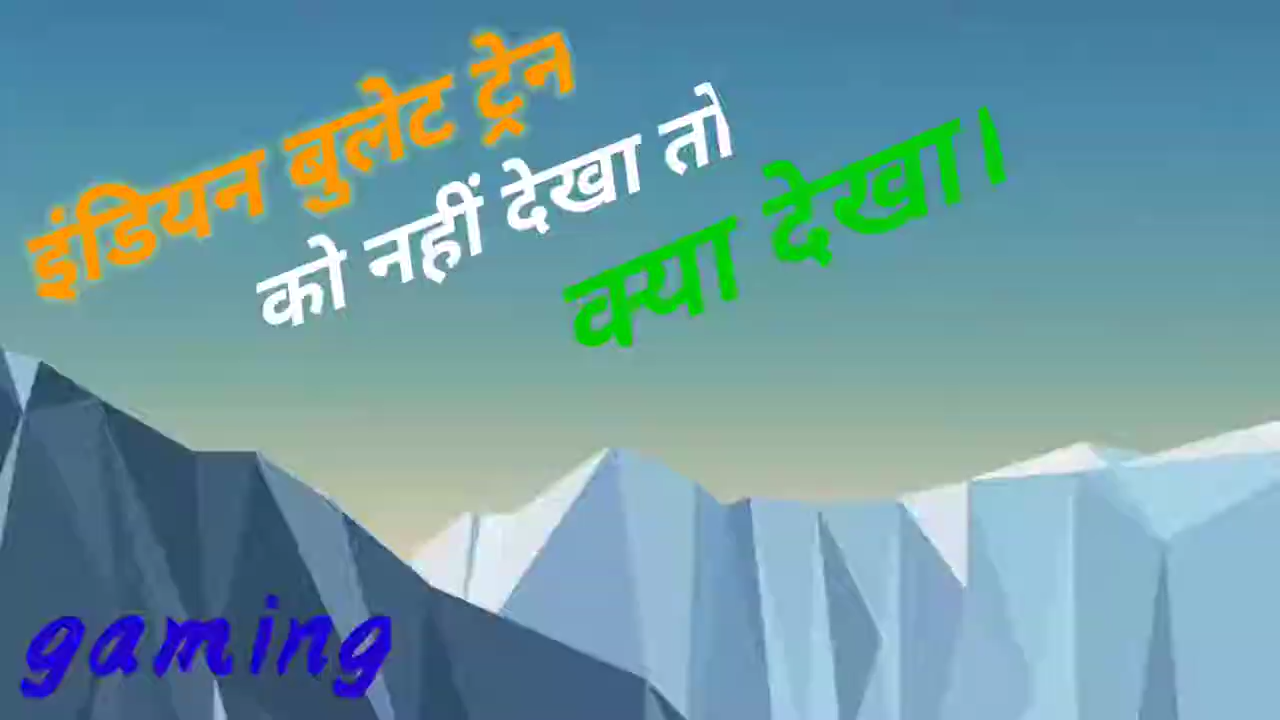 इंडियन बुलेट ट्रेन
को नहीं देखा तो
क्या देखा।
gaming